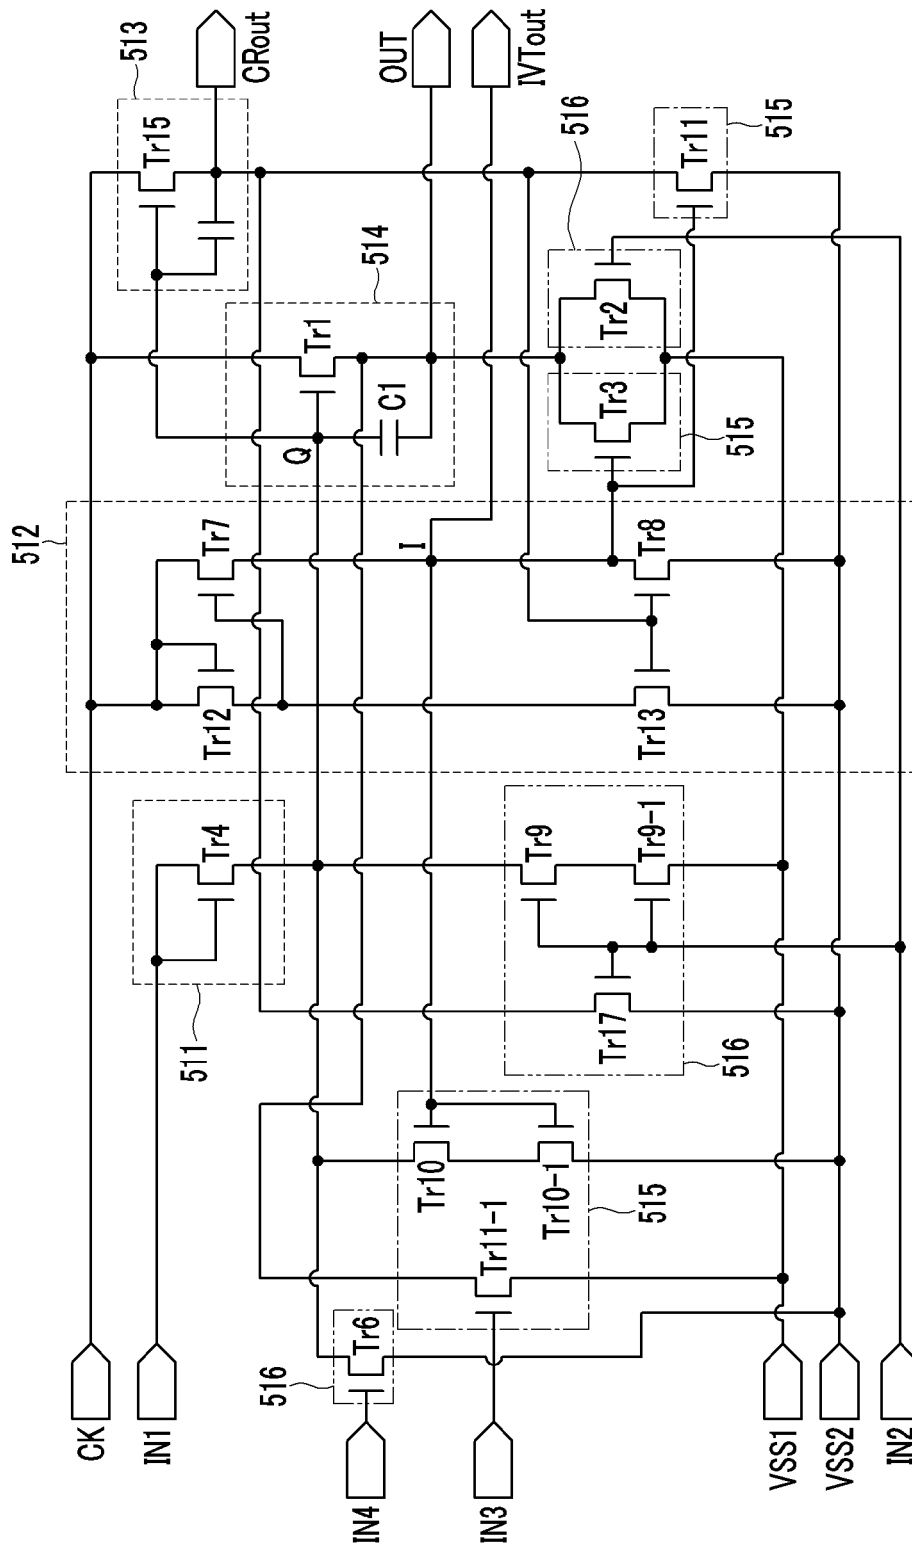 CK
IN1
IN4
IN3
VSS1
VSS2
IN2
516
Tr6
Tr11-1
Tr10
Tr10-1
515
511
Tr4
Tr17
Tr9
Tr9-1
516
512
Tr12
Tr7
I
Tr13
Tr8
Q
Tr1
C1
514
Tr15
513
Tr3
515
Tr2
516
Tr11
515
CRout
OUT
IVTout